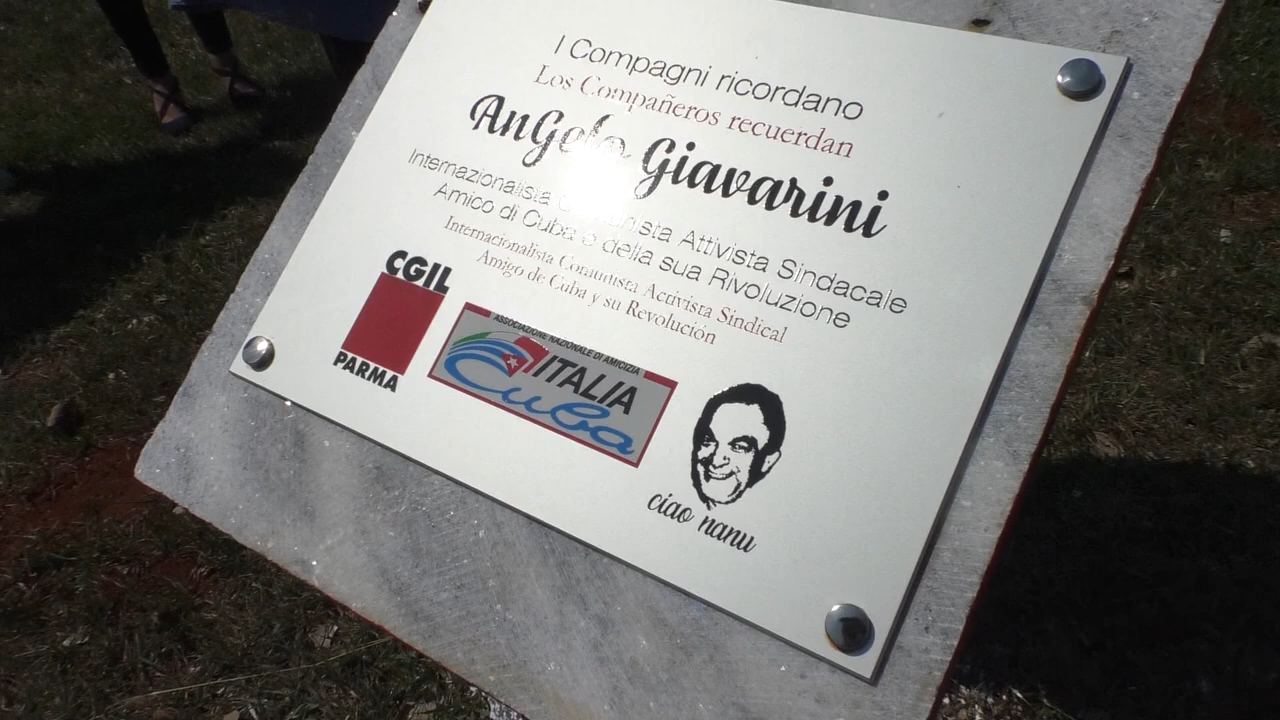 I Compagni ricordano
Los Compañeros recuerdan
AnGelo Giavarini
Internazionalista Comunista Attivista Sindacale
Amico di Cuba e della sua Rivoluzione
Internacionalista Comunista Activista Sindical
Amigo de Cuba y su Revolución
CGIL
PARMA
ASSOCIAZIONE NAZIONALE DI AMICIZIA
ITALIA
Cuba
ciao nanu